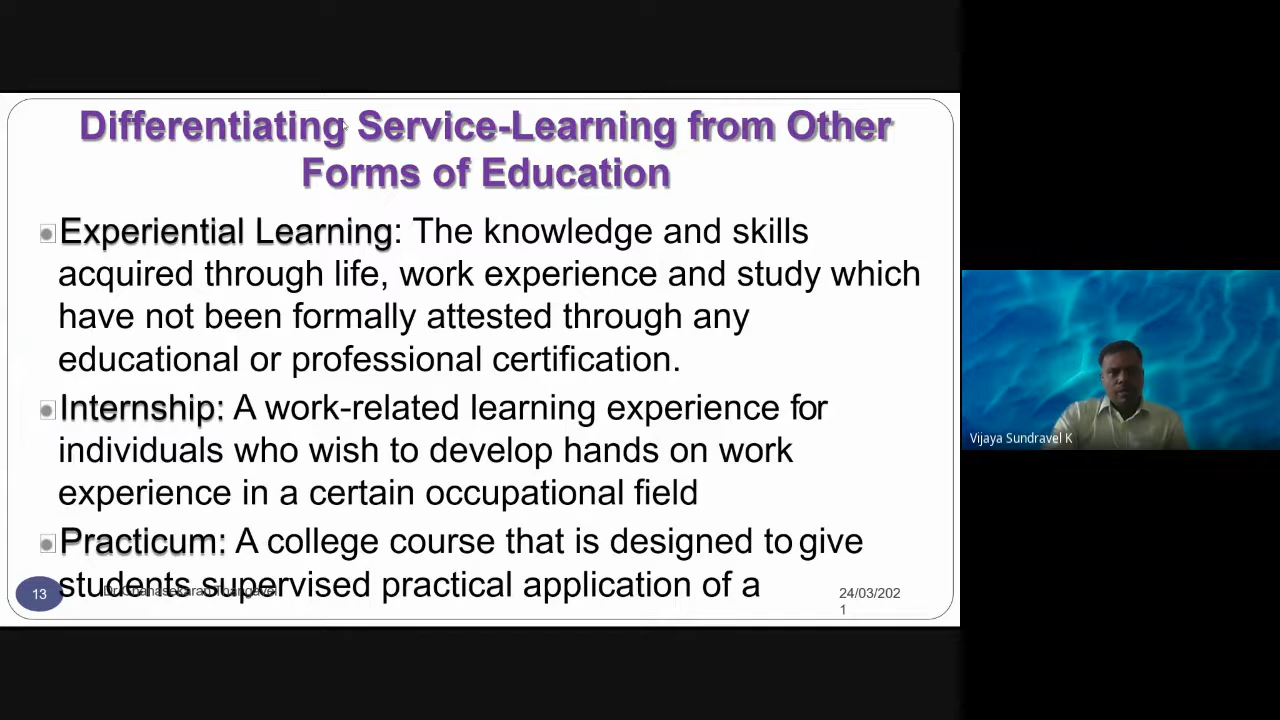 Differentiating Service-Learning from Other
Forms of Education
Experiential Learning: The knowledge and skills
acquired through life, work experience and study which
have not been formally attested through any
educational or professional certification.
Internship: A work-related learning experience for
individuals who wish to develop hands on work
experience in a certain occupational field
Practicum: A college course that is designed to give
students supervised practical application of a
13
24/03/202
1
Vijaya Sundravel K